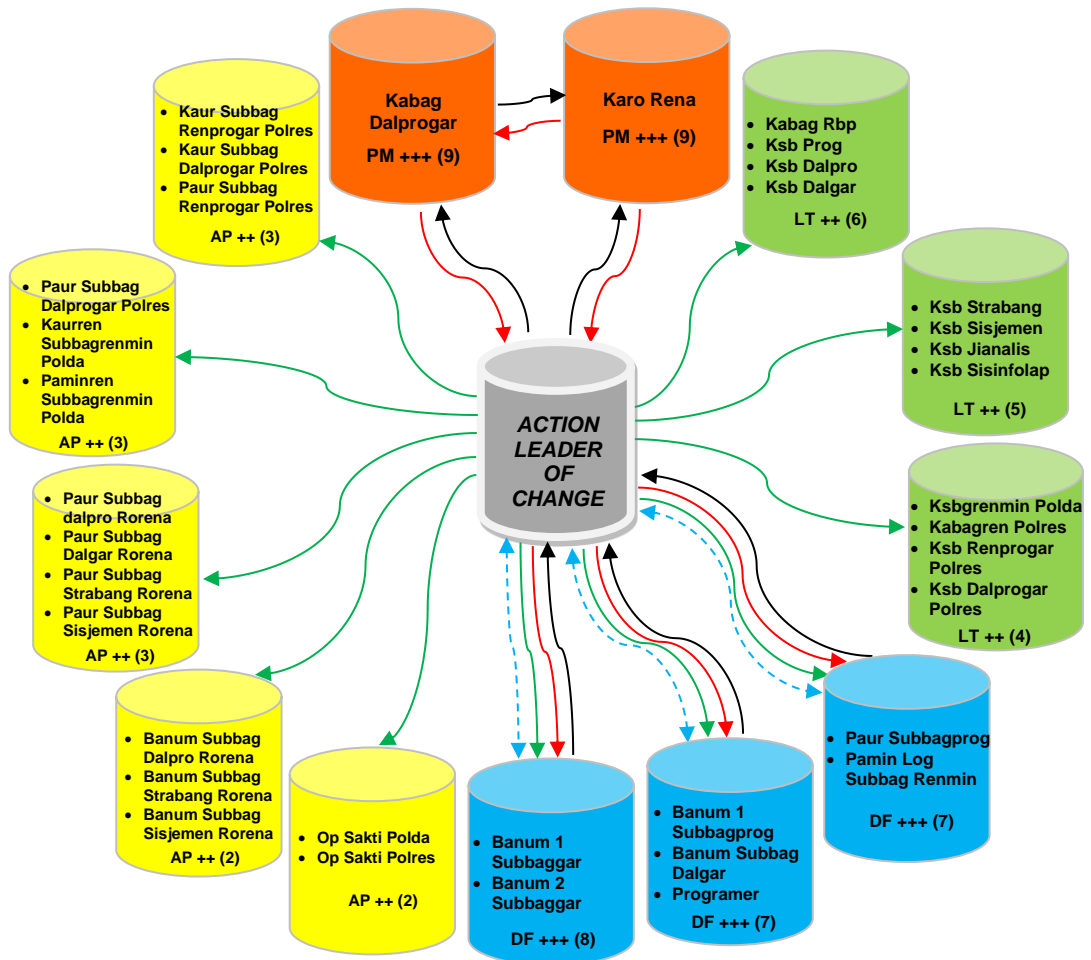 Kabag
Dalprogar
PM +++ (9)
Karo Rena
PM +++ (9)
• Kaur Subbag
Renprogar Polres
• Kaur Subbag
Dalprogar Polres
• Paur Subbag
Renprogar Polres
AP ++ (3)
• Kabag Rbp
• Ksb Prog
• Ksb Dalpro
• Ksb Dalgar
LT ++ (6)
• Paur Subbag
Dalprogar Polres
• Kaurren
Subbagrenmin
Polda
• Paminren
Subbagrenmin
Polda
AP ++ (3)
• Ksb Strabang
• Ksb Sisjemen
• Ksb Jianalis
• Ksb Sisinfolap
LT ++ (5)
ACTION
LEADER
OF
CHANGE
• Paur Subbag
dalpro Rorena
• Paur Subbag
Dalgar Rorena
• Paur Subbag
Strabang Rorena
• Paur Subbag
Sisjemen Rorena
AP ++ (3)
• Ksbgrenmin Polda
• Kabagren Polres
• Ksb Renprogar
Polres
• Ksb Dalprogar
Polres
LT ++ (4)
• Banum Subbag
Dalpro Rorena
• Banum Subbag
Strabang Rorena
• Banum Subbag
Sisjemen Rorena
AP ++ (2)
• Op Sakti Polda
• Op Sakti Polres
AP ++ (2)
• Banum 1
Subbaggar
• Banum 2
Subbaggar
DF +++ (8)
• Banum 1
Subbagprog
• Banum Subbag
Dalgar
• Programer
DF +++ (7)
• Paur Subbagprog
• Pamin Log
Subbag Renmin
DF +++ (7)